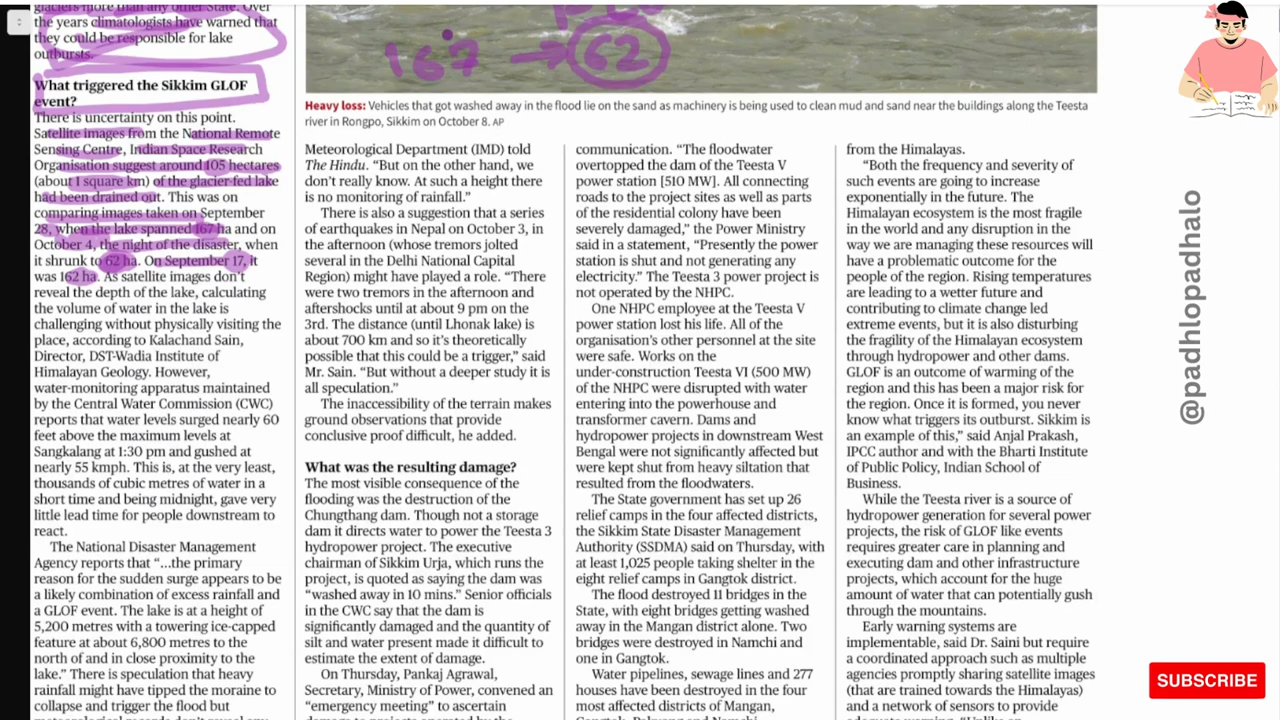 glaciers more than any other State. Over
the years climatologists have warned that
they could be responsible for lake
outbursts.
What triggered the Sikkim GLOF
event?
There is uncertainty on this point.
Satellite images from the National Remote
Sensing Centre, Indian Space Research
Organisation suggest around 105 hectares
(about 1 square km) of the glacier-fed lake
had been drained out. This was on
comparing images taken on September
28, when the lake spanned 167 ha and on
October 4, the night of the disaster, when
it shrunk to 62 ha. On September 17, it
was 162 ha. As satellite images don't
reveal the depth of the lake, calculating
the volume of water in the lake is
challenging without physically visiting the
place, according to Kalachand Sain,
Director, DST-Wadia Institute of
Himalayan Geology. However,
water-monitoring apparatus maintained
by the Central Water Commission (CWC)
reports that water levels surged nearly 60
feet above the maximum levels at
Sangkalang at 1:30 pm and gushed at
nearly 55 kmph. This is, at the very least,
thousands of cubic metres of water in a
short time and being midnight, gave very
little lead time for people downstream to
react.
The National Disaster Management
Agency reports that “...the primary
reason for the sudden surge appears to be
a likely combination of excess rainfall and
a GLOF event. The lake is at a height of
5,200 metres with a towering ice-capped
feature at about 6,800 metres to the
north of and in close proximity to the
lake.” There is speculation that heavy
rainfall might have tipped the moraine to
collapse and trigger the flood but
167 → 62
Heavy loss: Vehicles that got washed away in the flood lie on the sand as machinery is being used to clean mud and sand near the buildings along the Teesta
river in Rongpo, Sikkim on October 8. AP
Meteorological Department (IMD) told
The Hindu. “But on the other hand, we
don't really know. At such a height there
is no monitoring of rainfall.”
There is also a suggestion that a series
of earthquakes in Nepal on October 3, in
the afternoon (whose tremors jolted
several in the Delhi National Capital
Region) might have played a role. “There
were two tremors in the afternoon and
aftershocks until at about 9 pm on the
3rd. The distance (until Lhonak lake) is
about 700 km and so it's theoretically
possible that this could be a trigger,” said
Mr. Sain. “But without a deeper study it is
all speculation.”
The inaccessibility of the terrain makes
ground observations that provide
conclusive proof difficult, he added.
What was the resulting damage?
The most visible consequence of the
flooding was the destruction of the
Chungthang dam. Though not a storage
dam it directs water to power the Teesta 3
hydropower project. The executive
chairman of Sikkim Urja, which runs the
project, is quoted as saying the dam was
“washed away in 10 mins.” Senior officials
in the CWC say that the dam is
significantly damaged and the quantity of
silt and water present made it difficult to
estimate the extent of damage.
On Thursday, Pankaj Agrawal,
Secretary, Ministry of Power, convened an
“emergency meeting” to ascertain
communication. “The floodwater
overtopped the dam of the Teesta V
power station [510 MW]. All connecting
roads to the project sites as well as parts
of the residential colony have been
severely damaged,” the Power Ministry
said in a statement, “Presently the power
station is shut and not generating any
electricity.” The Teesta 3 power project is
not operated by the NHPC.
One NHPC employee at the Teesta V
power station lost his life. All of the
organisation's other personnel at the site
were safe. Works on the
under-construction Teesta VI (500 MW)
of the NHPC were disrupted with water
entering into the powerhouse and
transformer cavern. Dams and
hydropower projects in downstream West
Bengal were not significantly affected but
were kept shut from heavy siltation that
resulted from the floodwaters.
The State government has set up 26
relief camps in the four affected districts,
the Sikkim State Disaster Management
Authority (SSDMA) said on Thursday, with
at least 1,025 people taking shelter in the
eight relief camps in Gangtok district.
The flood destroyed 11 bridges in the
State, with eight bridges getting washed
away in the Mangan district alone. Two
bridges were destroyed in Namchi and
one in Gangtok.
Water pipelines, sewage lines and 277
houses have been destroyed in the four
most affected districts of Mangan,
from the Himalayas.
“Both the frequency and severity of
such events are going to increase
exponentially in the future. The
Himalayan ecosystem is the most fragile
in the world and any disruption in the
way we are managing these resources will
have a problematic outcome for the
people of the region. Rising temperatures
are leading to a wetter future and
contributing to climate change led
extreme events, but it is also disturbing
the fragility of the Himalayan ecosystem
through hydropower and other dams.
GLOF is an outcome of warming of the
region and this has been a major risk for
the region. Once it is formed, you never
know what triggers its outburst. Sikkim is
an example of this,” said Anjal Prakash,
IPCC author and with the Bharti Institute
of Public Policy, Indian School of
Business.
While the Teesta river is a source of
hydropower generation for several power
projects, the risk of GLOF like events
requires greater care in planning and
executing dam and other infrastructure
projects, which account for the huge
amount of water that can potentially gush
through the mountains.
Early warning systems are
implementable, said Dr. Saini but require
a coordinated approach such as multiple
agencies promptly sharing satellite images
(that are trained towards the Himalayas)
and a network of sensors to provide
@padhlopadhalo
SUBSCRIBE